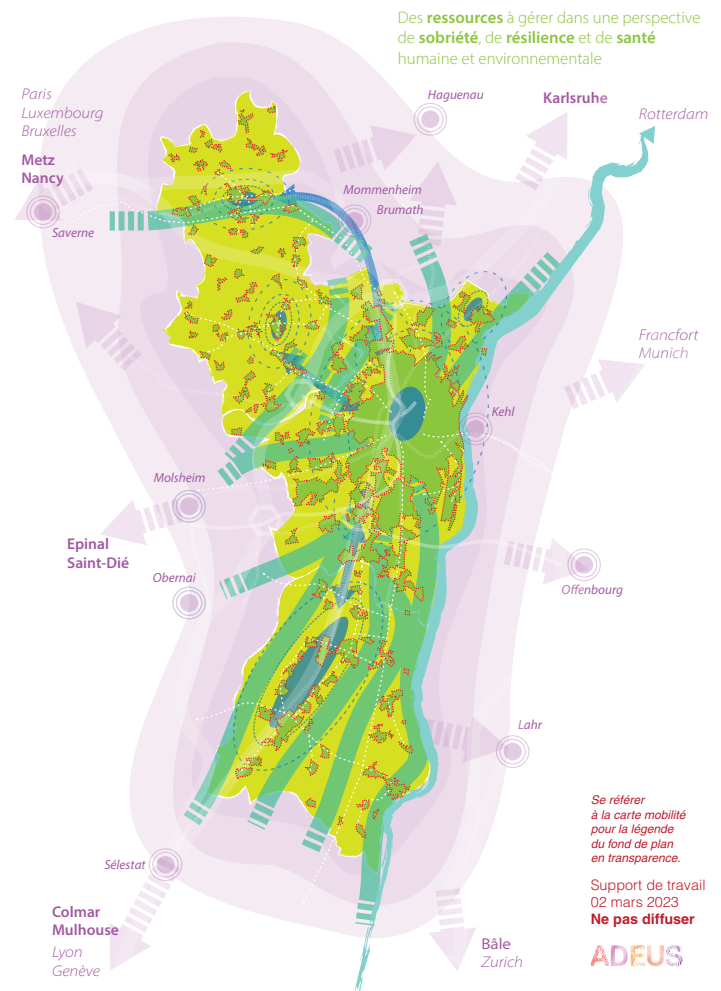 Des ressources à gérer dans une perspective
de sobriété, de résilience et de santé
humaine et environnementale
Paris
Luxembourg
Bruxelles
Metz
Nancy
Saverne
Haguenau
Karlsruhe
Rotterdam
Mommenheim
Brumath
Francfort
Munich
Kehl
Molsheim
Epinal
Saint-Dié
Obernai
Offenbourg
Lahr
Sélestat
Colmar
Mulhouse
Lyon
Genève
Bâle
Zurich
Se référer
à la carte mobilité
pour la légende
du fond de plan
en transparence.
Support de travail
02 mars 2023
Ne pas diffuser
ADEUS